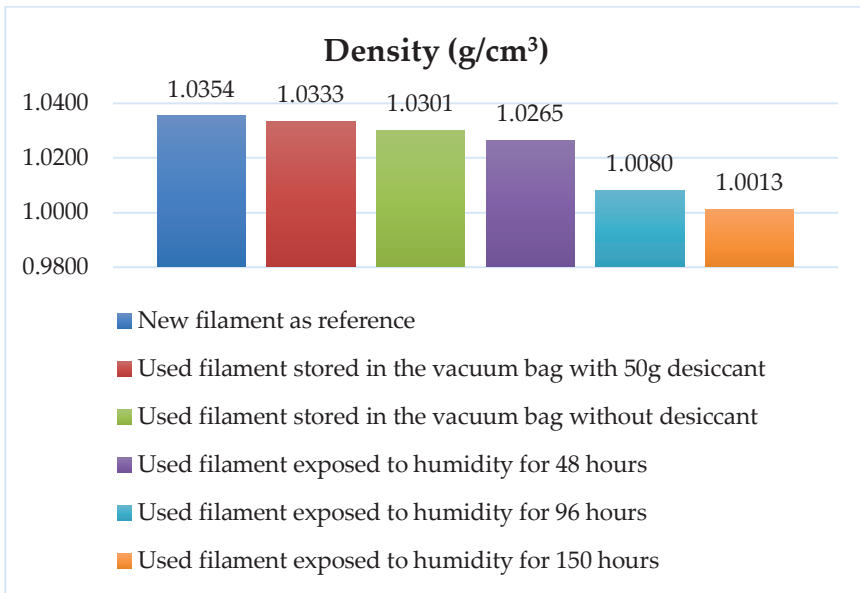 Density (g/cm³)
1.0400
1.0200
1.0000
0.9800
1.0354
1.0333
1.0301
1.0265
1.0080
1.0013
New filament as reference
Used filament stored in the vacuum bag with 50g desiccant
Used filament stored in the vacuum bag without desiccant
Used filament exposed to humidity for 48 hours
Used filament exposed to humidity for 96 hours
Used filament exposed to humidity for 150 hours